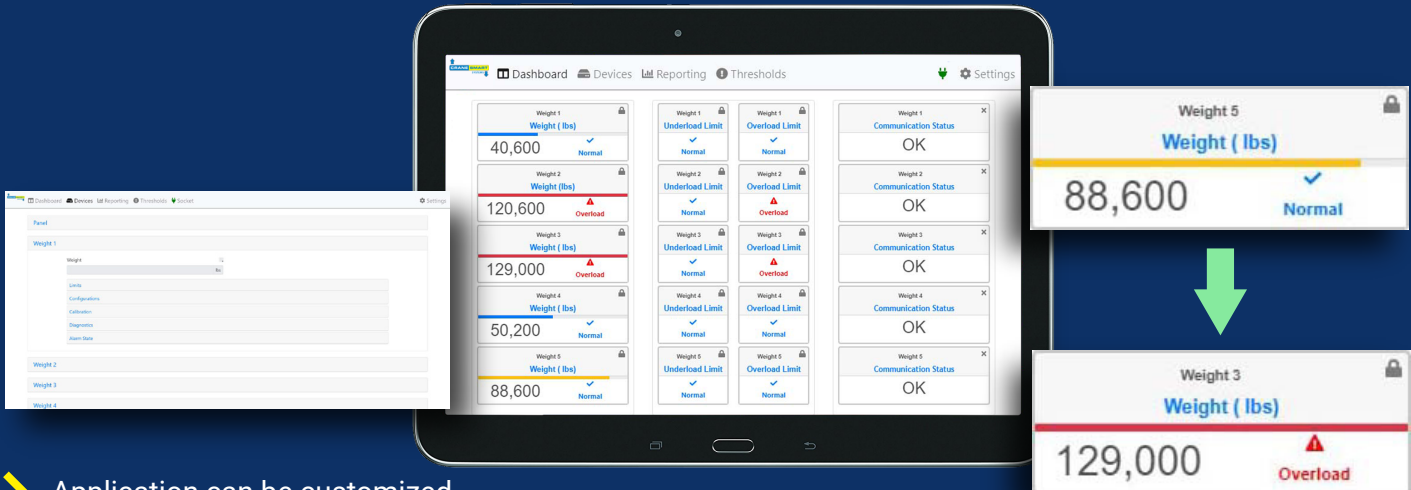 CRANE SMART
Dashboard Devices Reporting Thresholds Settings
Weight 1 Weight 1 Weight 1 Weight 1
Weight ( lbs) Underload Limit Overload Limit Communication Status
40,600 Normal Normal Normal OK
Weight 2 Weight 2 Weight 2 Weight 2
Weight (lbs) Underload Limit Overload Limit Communication Status
120,600 Overload Normal Overload OK
Weight 3 Weight 3 Weight 3 Weight 3
Weight ( lbs) Underload Limit Overload Limit Communication Status
129,000 Overload Normal Overload OK
Weight 4 Weight 4 Weight 4 Weight 4
Weight ( lbs) Underload Limit Overload Limit Communication Status
50,200 Normal Normal Normal OK
Weight 5 Weight 5 Weight 5 Weight 5
Weight ( lbs) Underload Limit Overload Limit Communication Status
88,600 Normal Normal Normal OK
Dashboard Devices Reporting Thresholds Socket Settings
Panel
Weight 1
Weight
lbs
Limits
Configurations
Calibration
Diagnostics
Alarm State
Weight 2
Weight 3
Weight 4
Weight 5
Weight ( lbs)
88,600 Normal
Weight 3
Weight ( lbs)
129,000 Overload
Application can be customized